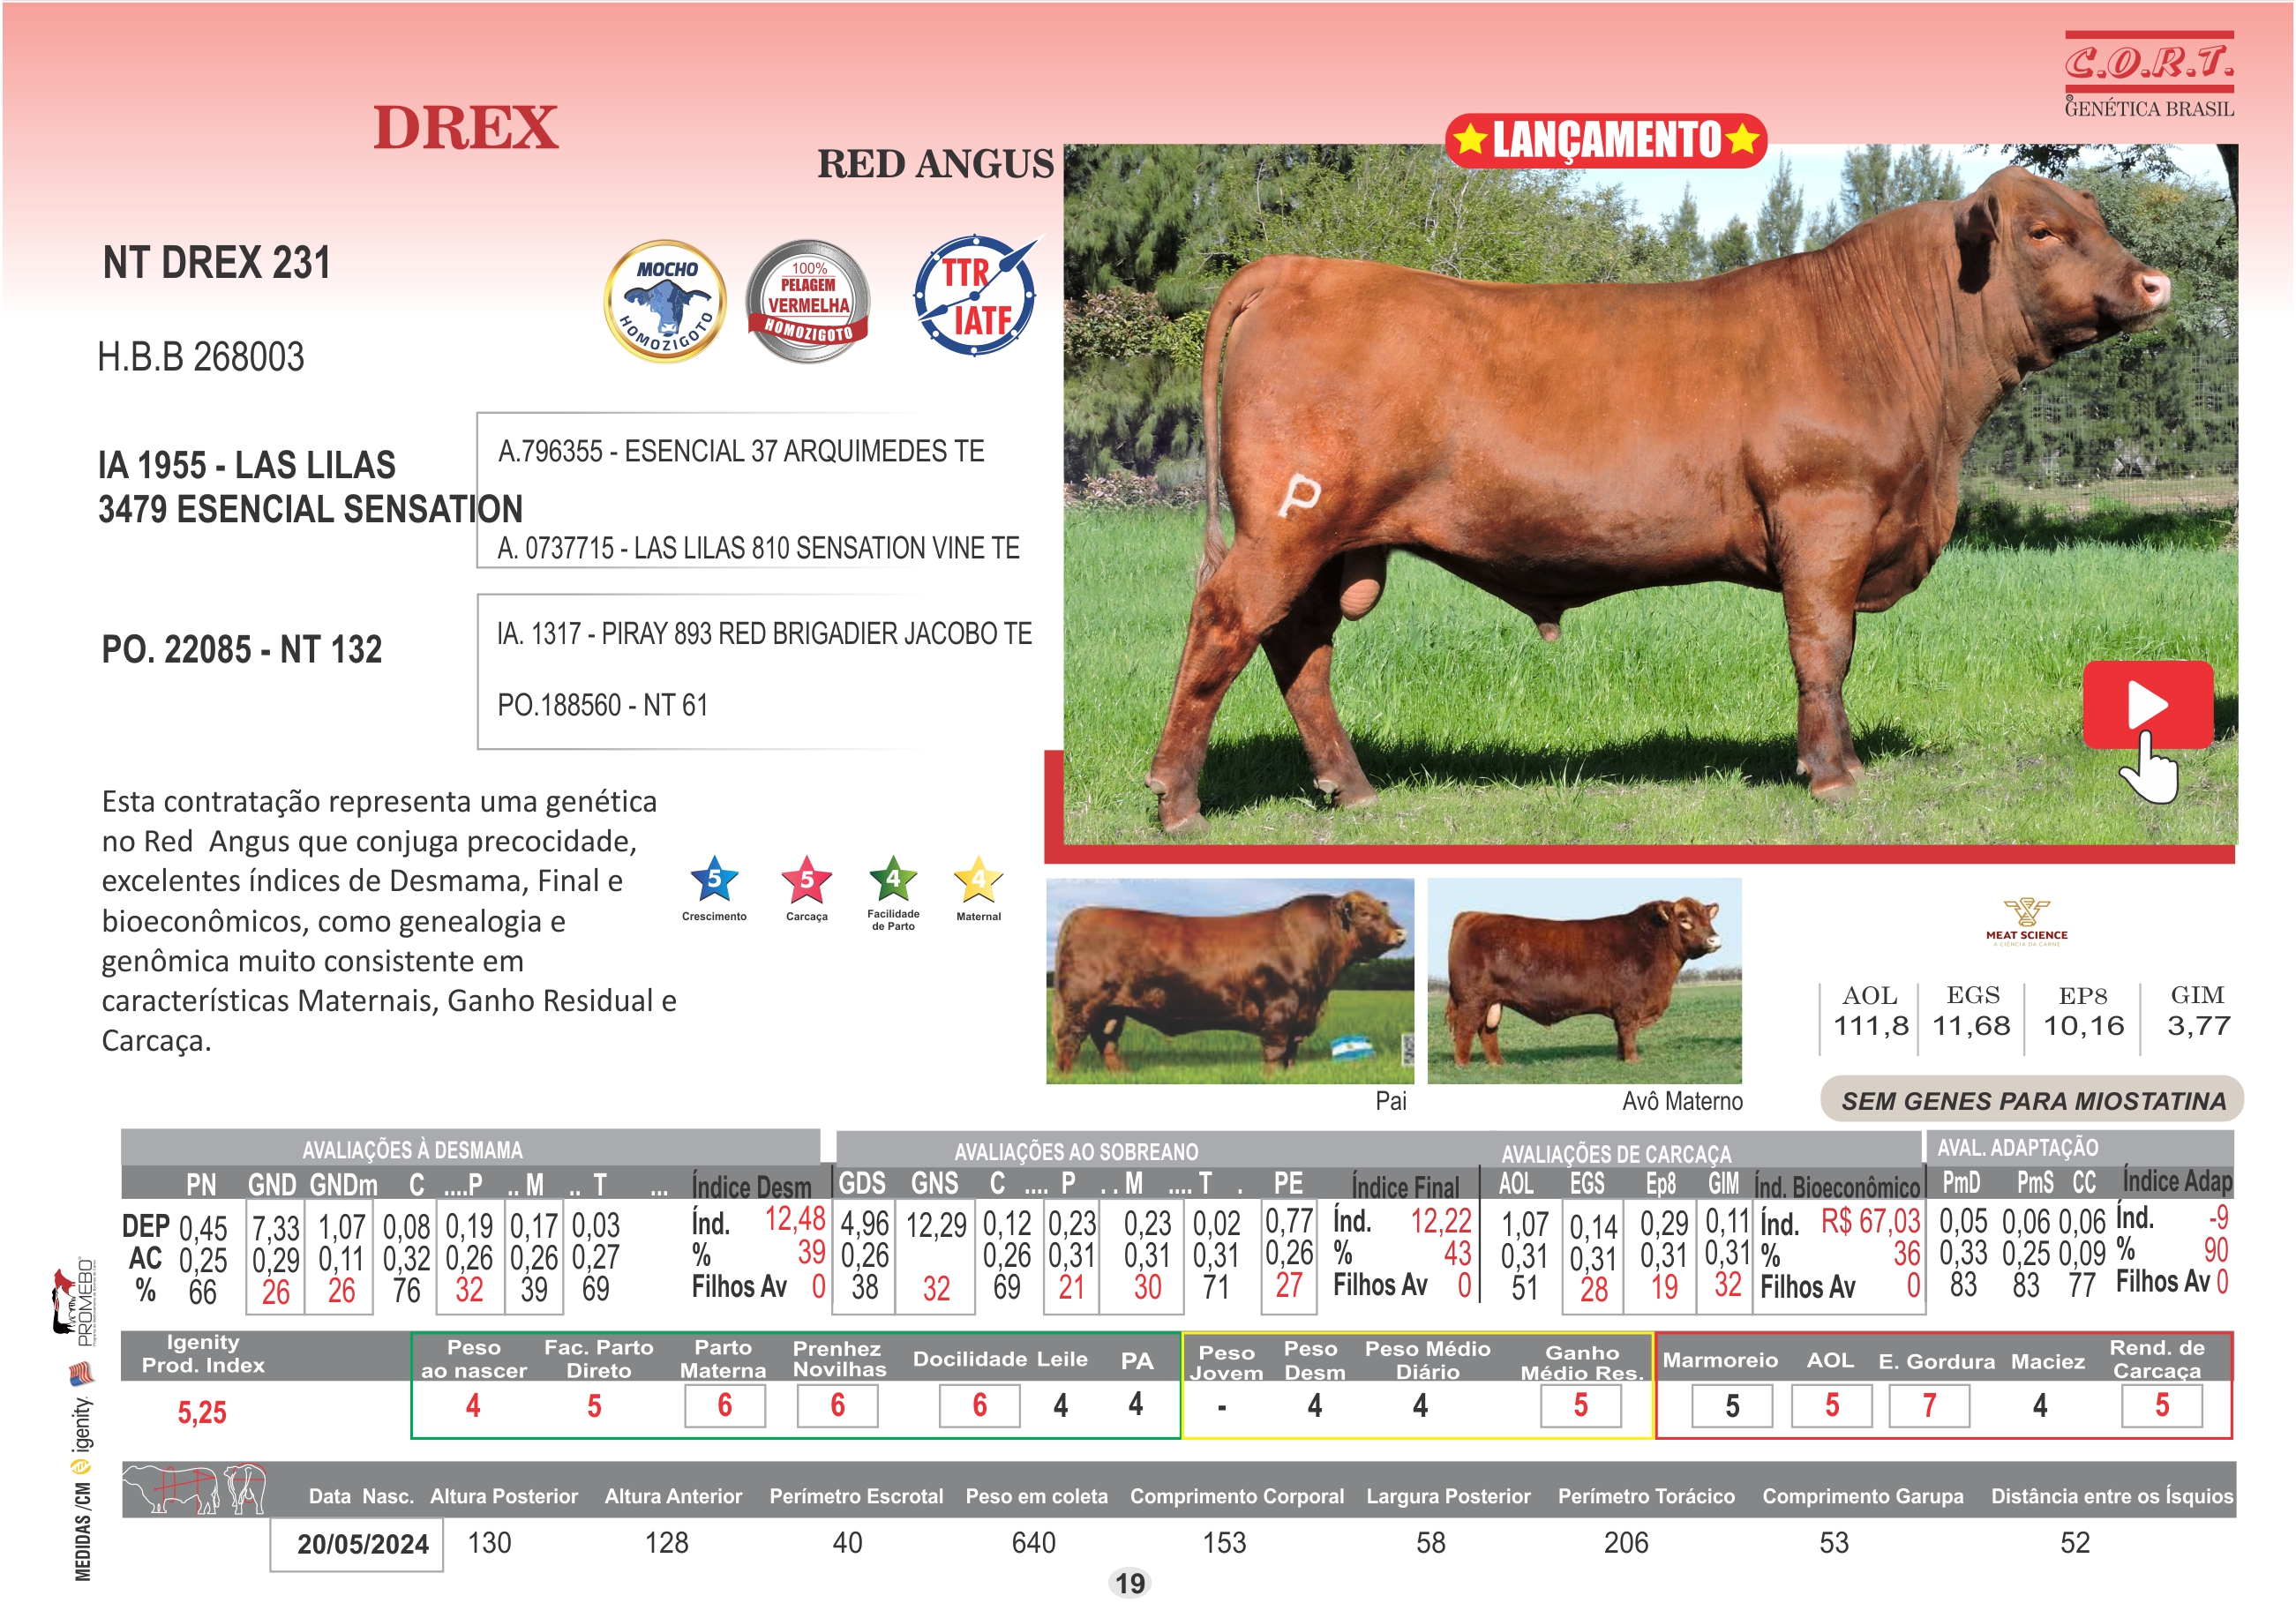 C.O.R.T.
GENÉTICA BRASIL
DREX
LANÇAMENTO
RED ANGUS
NT DREX 231
MOCHO
HOMOZIGOTO
100%
PELAGEM
VERMELHA
HOMOZIGOTO
TTR
IATF
H.B.B 268003
IA 1955 - LAS LILAS
3479 ESENCIAL SENSATION
A.796355 - ESENCIAL 37 ARQUIMEDES TE
A. 0737715 - LAS LILAS 810 SENSATION VINE TE
P
PO. 22085 - NT 132
IA. 1317 - PIRAY 893 RED BRIGADIER JACOBO TE
PO.188560 - NT 61
Esta contratação representa uma genética
no Red Angus que conjuga precocidade,
excelentes índices de Desmama, Final e
bioeconômicos, como genealogia e
genômica muito consistente em
características Maternais, Ganho Residual e
Carcaça.
5 5 4 4
Crescimento Carcaça Facilidade de Parto Maternal
Pai
Avô Materno
MEAT SCIENCE
A CIÊNCIA DA CARNE
AOL EGS EP8 GIM
111,8 11,68 10,16 3,77
SEM GENES PARA MIOSTATINA
AVALIAÇÕES À DESMAMA AVALIAÇÕES AO SOBREANO AVALIAÇÕES DE CARCAÇA AVAL. ADAPTAÇÃO
PN GND GNDm C ....P .. M .. T ... Índice Desm GDS GNS C .... P . . M .... T . PE Índice Final AOL EGS Ep8 GIM Índ. Bioeconômico PmD PmS CC Índice Adap
DEP 0,45 7,33 1,07 0,08 0,19 0,17 0,03 Índ. 12,48 4,96 12,29 0,12 0,23 0,23 0,02 0,77 Índ. 12,22 1,07 0,14 0,29 0,11 Índ. R$ 67,03 0,05 0,06 0,06 Índ. -9
AC 0,25 0,29 0,11 0,32 0,26 0,26 0,27 % 39 0,26 0,26 0,31 0,31 0,31 0,26 % 43 0,31 0,31 0,31 0,31 % 36 0,33 0,25 0,09 % 90
% 66 26 26 76 32 39 69 Filhos Av 0 38 32 69 21 30 71 27 Filhos Av 0 51 28 19 32 Filhos Av 0 83 83 77 Filhos Av 0
PROMEBO
Igenity
Prod. Index
Peso
ao nascer
Fac. Parto
Direto
Parto
Materna
Prenhez
Novilhas
Docilidade Leile PA
Peso
Jovem
Peso
Desm
Peso Médio
Diário
Ganho
Médio Res.
Marmoreio AOL E. Gordura Maciez
Rend. de
Carcaça
5,25 4 5 6 6 6 4 4 - 4 4 5 5 5 7 4 5
igenity
MEDIDAS /CM
Data Nasc. Altura Posterior Altura Anterior Perímetro Escrotal Peso em coleta Comprimento Corporal Largura Posterior Perímetro Torácico Comprimento Garupa Distância entre os Ísquios
20/05/2024 130 128 40 640 153 58 206 53 52
19